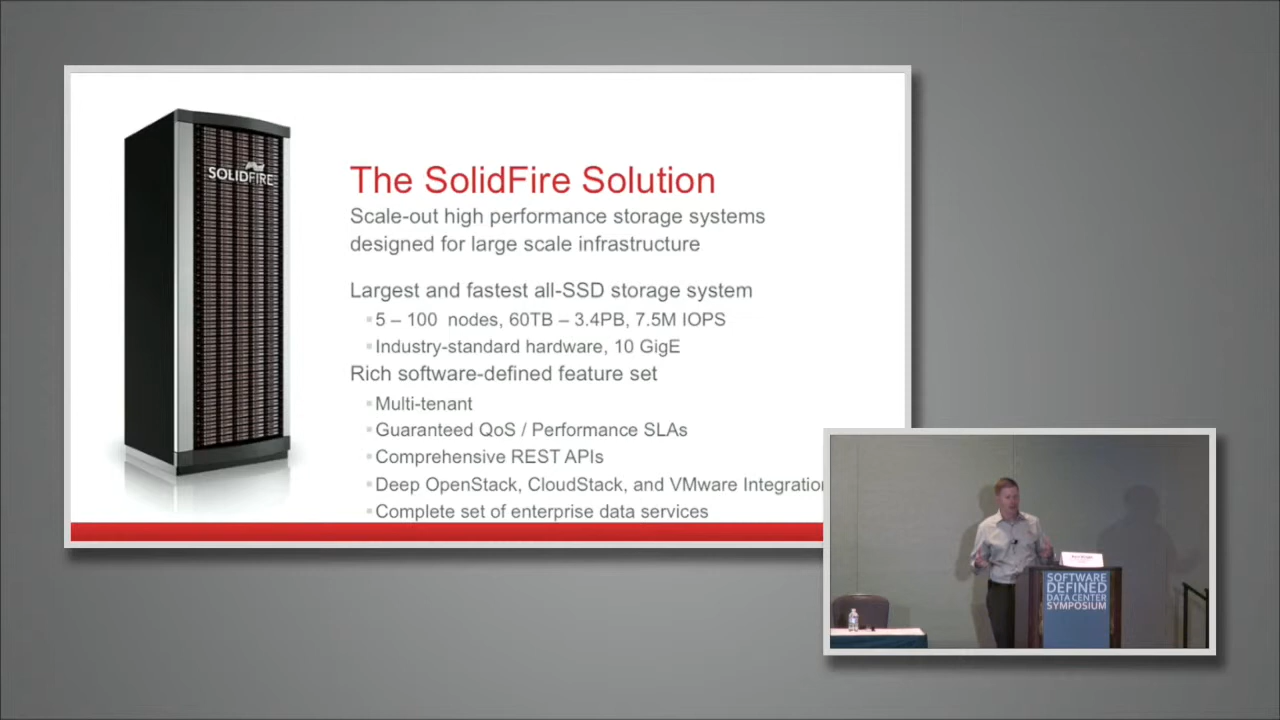 SOLIDFIRE
The SolidFire Solution
Scale-out high performance storage systems
designed for large scale infrastructure
Largest and fastest all-SSD storage system
5 – 100 nodes, 60TB – 3.4PB, 7.5M IOPS
Industry-standard hardware, 10 GigE
Rich software-defined feature set
Multi-tenant
Guaranteed QoS / Performance SLAs
Comprehensive REST APIs
Deep OpenStack, CloudStack, and VMware Integration
Complete set of enterprise data services
SOFTWARE
DEFINED
DATA CENTER
SYMPOSIUM